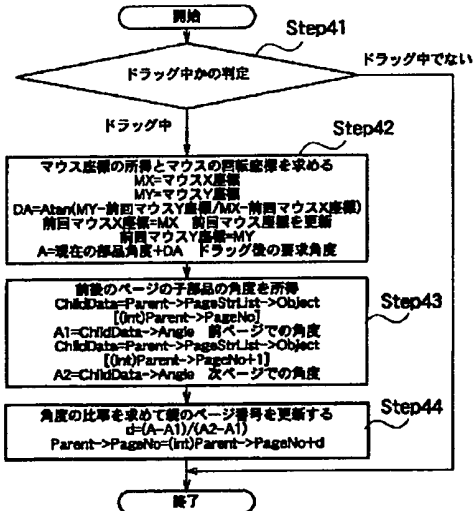 開始
Step41
ドラッグ中かの判定
ドラッグ中でない
ドラッグ中
Step42
マウス座標の所得とマウスの回転座標を求める
MX=マウスX座標
MY=マウスY座標
DA=Atan(MY-前回マウスY座標/MX-前回マウスX座標)
前回マウスX座標=MX 前回マウス座標を更新
前回マウスY座標=MY
A=現在の部品角度+DA ドラッグ後の要求角度
Step43
前後のページの子部品の角度を所得
ChildData=Parent->PageStrList->Object
[(int)Parent->PageNo]
A1=ChildData->Angle 前ページでの角度
ChildData=Parent->PageStrList->Object
[(int)Parent->PageNo+1]
A2=ChildData->Angle 次ページでの角度
Step44
角度の比率を求めて親のページ番号を更新する
d=(A-A1)/(A2-A1)
Parent->PageNo=(int)Parent->PageNo+d
終了